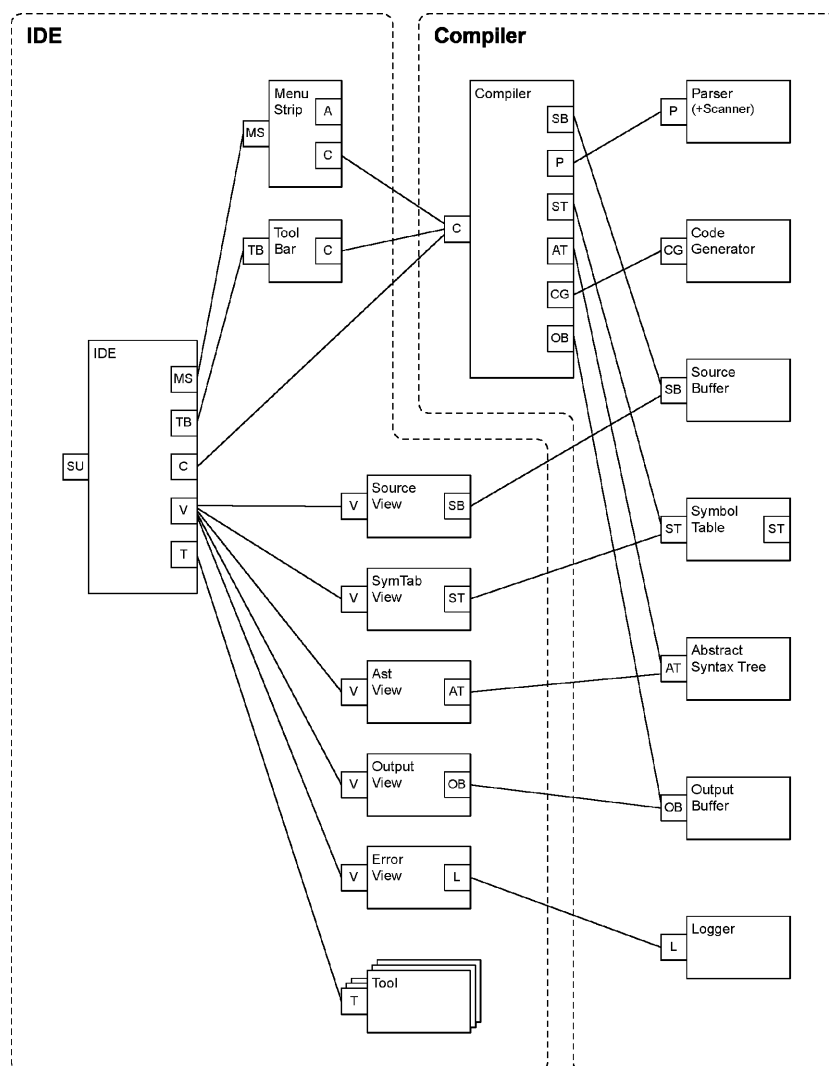 IDE
Compiler
Menu
Strip
A
MS
C
Compiler
SB
P
Parser
(+Scanner)
P
ST
Tool
Bar
TB
C
C
AT
Code
Generator
CG
CG
OB
IDE
MS
TB
Source
Buffer
SB
SU
C
V
Source
View
V
SB
Symbol
Table
ST
ST
T
SymTab
View
V
ST
Ast
View
V
AT
Abstract
Syntax Tree
AT
Output
View
V
OB
Output
Buffer
OB
Error
View
V
L
Logger
L
Tool
T